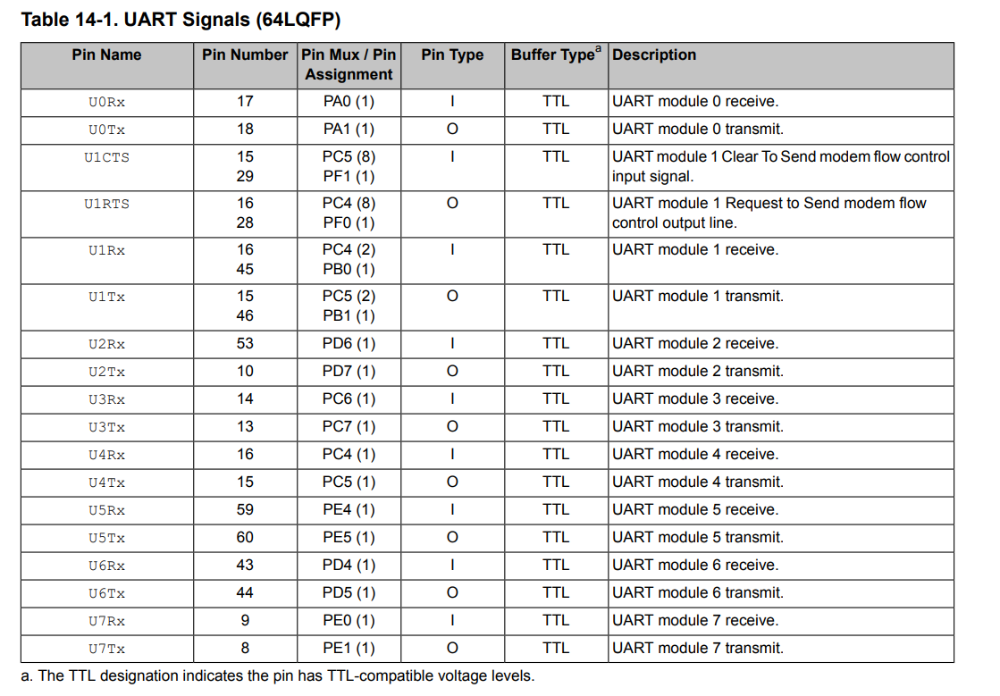 Table 14-1. UART Signals (64LQFP)
Pin Name Pin Number Pin Mux / Pin Assignment Pin Type Buffer Typeᵃ Description
U0Rx 17 PA0 (1) I TTL UART module 0 receive.
U0Tx 18 PA1 (1) O TTL UART module 0 transmit.
U1CTS 15 PC5 (8) I TTL UART module 1 Clear To Send modem flow control
29 PF1 (1) input signal.
U1RTS 16 PC4 (8) O TTL UART module 1 Request to Send modem flow
28 PF0 (1) control output line.
U1Rx 16 PC4 (2) I TTL UART module 1 receive.
45 PB0 (1)
U1Tx 15 PC5 (2) O TTL UART module 1 transmit.
46 PB1 (1)
U2Rx 53 PD6 (1) I TTL UART module 2 receive.
U2Tx 10 PD7 (1) O TTL UART module 2 transmit.
U3Rx 14 PC6 (1) I TTL UART module 3 receive.
U3Tx 13 PC7 (1) O TTL UART module 3 transmit.
U4Rx 16 PC4 (1) I TTL UART module 4 receive.
U4Tx 15 PC5 (1) O TTL UART module 4 transmit.
U5Rx 59 PE4 (1) I TTL UART module 5 receive.
U5Tx 60 PE5 (1) O TTL UART module 5 transmit.
U6Rx 43 PD4 (1) I TTL UART module 6 receive.
U6Tx 44 PD5 (1) O TTL UART module 6 transmit.
U7Rx 9 PE0 (1) I TTL UART module 7 receive.
U7Tx 8 PE1 (1) O TTL UART module 7 transmit.
a. The TTL designation indicates the pin has TTL-compatible voltage levels.